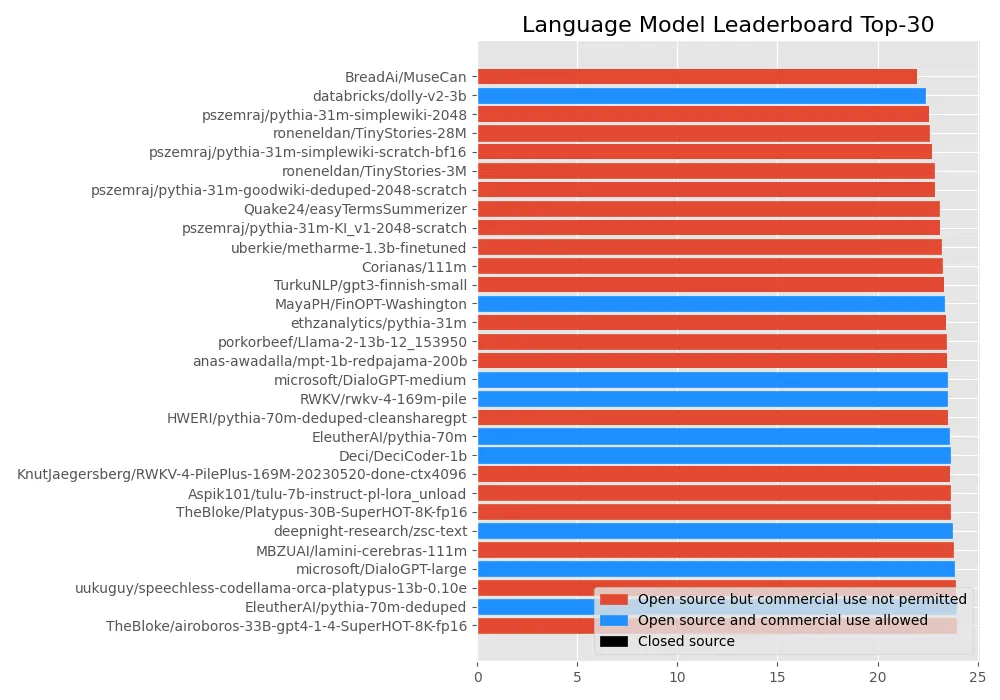 Language Model Leaderboard Top-30
BreadAi/MuseCan
databricks/dolly-v2-3b
pszemraj/pythia-31m-simplewiki-2048
roneneldan/TinyStories-28M
pszemraj/pythia-31m-simplewiki-scratch-bf16
roneneldan/TinyStories-3M
pszemraj/pythia-31m-goodwiki-deduped-2048-scratch
Quake24/easyTermsSummerizer
pszemraj/pythia-31m-KI_v1-2048-scratch
uberkie/metharme-1.3b-finetuned
Corianas/111m
TurkuNLP/gpt3-finnish-small
MayaPH/FinOPT-Washington
ethzanalytics/pythia-31m
porkorbeef/Llama-2-13b-12_153950
anas-awadalla/mpt-1b-redpajama-200b
microsoft/DialoGPT-medium
RWKV/rwkv-4-169m-pile
HWERI/pythia-70m-deduped-cleansharegpt
EleutherAI/pythia-70m
Deci/DeciCoder-1b
KnutJaegersberg/RWKV-4-PilePlus-169M-20230520-done-ctx4096
Aspik101/tulu-7b-instruct-pl-lora_unload
TheBloke/Platypus-30B-SuperHOT-8K-fp16
deepnight-research/zsc-text
MBZUAI/lamini-cerebras-111m
microsoft/DialoGPT-large
uukuguy/speechless-codellama-orca-platypus-13b-0.10e
EleutherAI/pythia-70m-deduped
TheBloke/airoboros-33B-gpt4-1-4-SuperHOT-8K-fp16
Open source but commercial use not permitted
Open source and commercial use allowed
Closed source
0 5 10 15 20 25